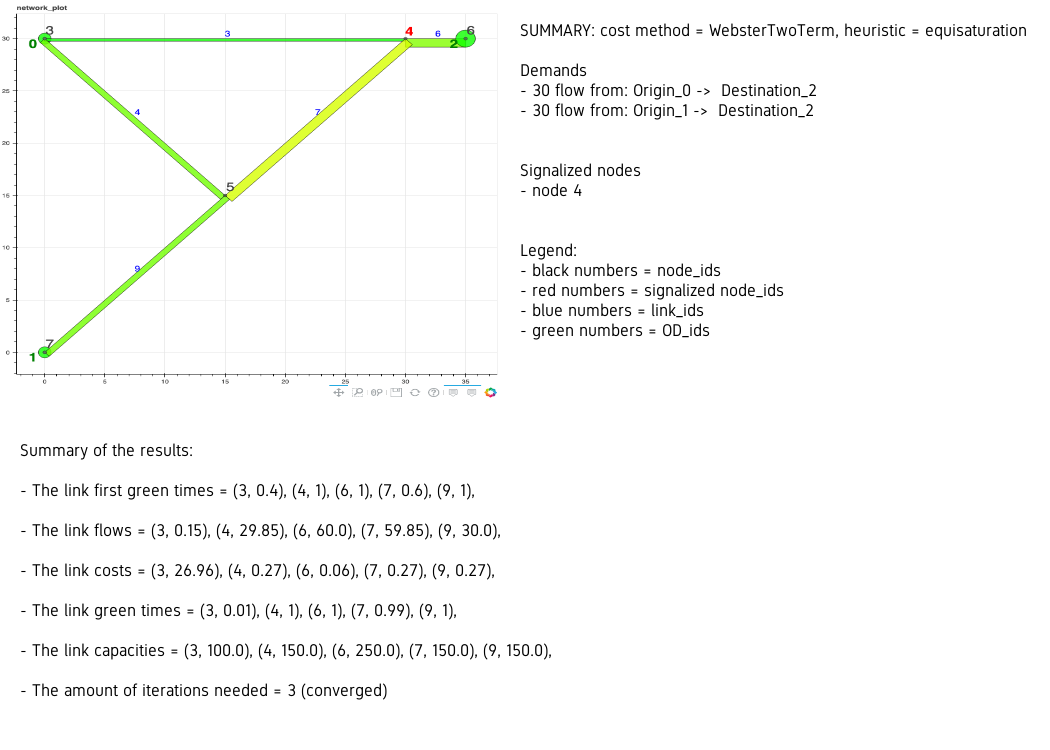 network_plot
3
0
3
4
6
6
2
30
25
20
15
10
5
0
4
7
5
9
7
1
0
5
10
15
20
25
30
35
SUMMARY: cost method = WebsterTwoTerm, heuristic = equisaturation
Demands
- 30 flow from: Origin_0 -> Destination_2
- 30 flow from: Origin_1 -> Destination_2
Signalized nodes
- node 4
Legend:
- black numbers = node_ids
- red numbers = signalized node_ids
- blue numbers = link_ids
- green numbers = OD_ids
Summary of the results:
- The link first green times = (3, 0.4), (4, 1), (6, 1), (7, 0.6), (9, 1),
- The link flows = (3, 0.15), (4, 29.85), (6, 60.0), (7, 59.85), (9, 30.0),
- The link costs = (3, 26.96), (4, 0.27), (6, 0.06), (7, 0.27), (9, 0.27),
- The link green times = (3, 0.01), (4, 1), (6, 1), (7, 0.99), (9, 1),
- The link capacities = (3, 100.0), (4, 150.0), (6, 250.0), (7, 150.0), (9, 150.0),
- The amount of iterations needed = 3 (converged)